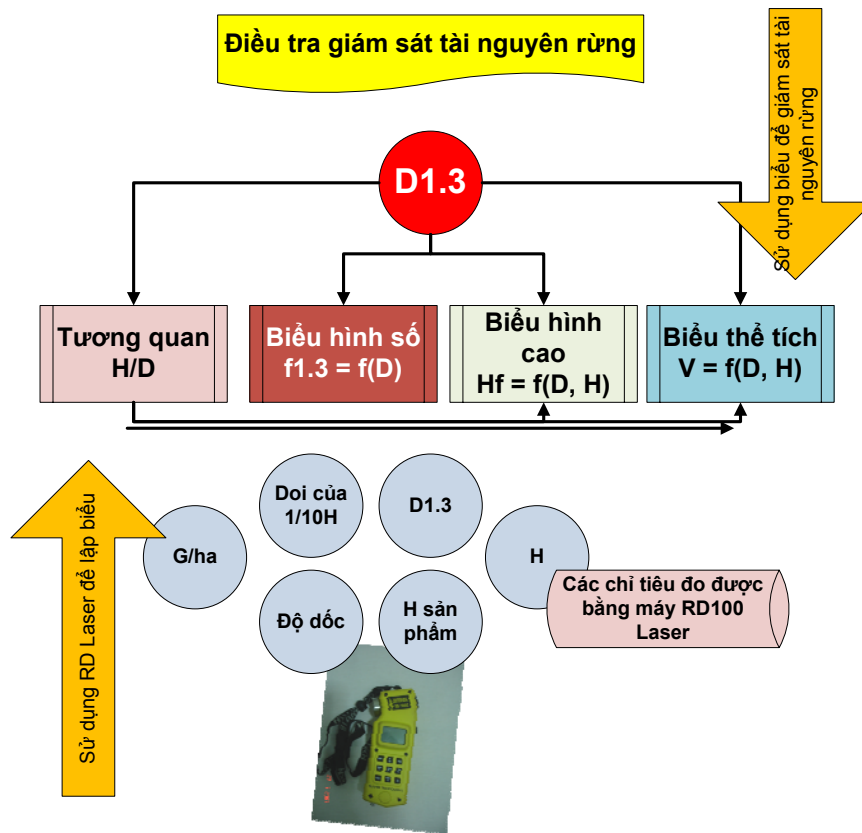 Điều tra giám sát tài nguyên rừng
Sử dụng biểu để giám sát tài
nguyên rừng
D1.3
Tương quan
H/D
Biểu hình số
f1.3 = f(D)
Biểu hình
cao
Hf = f(D, H)
Biểu thể tích
V = f(D, H)
Sử dụng RD Laser để lập biểu
G/ha
Doi của
1/10H
D1.3
H
Độ dốc
H sản
phẩm
Các chỉ tiêu đo được
bằng máy RD100
Laser